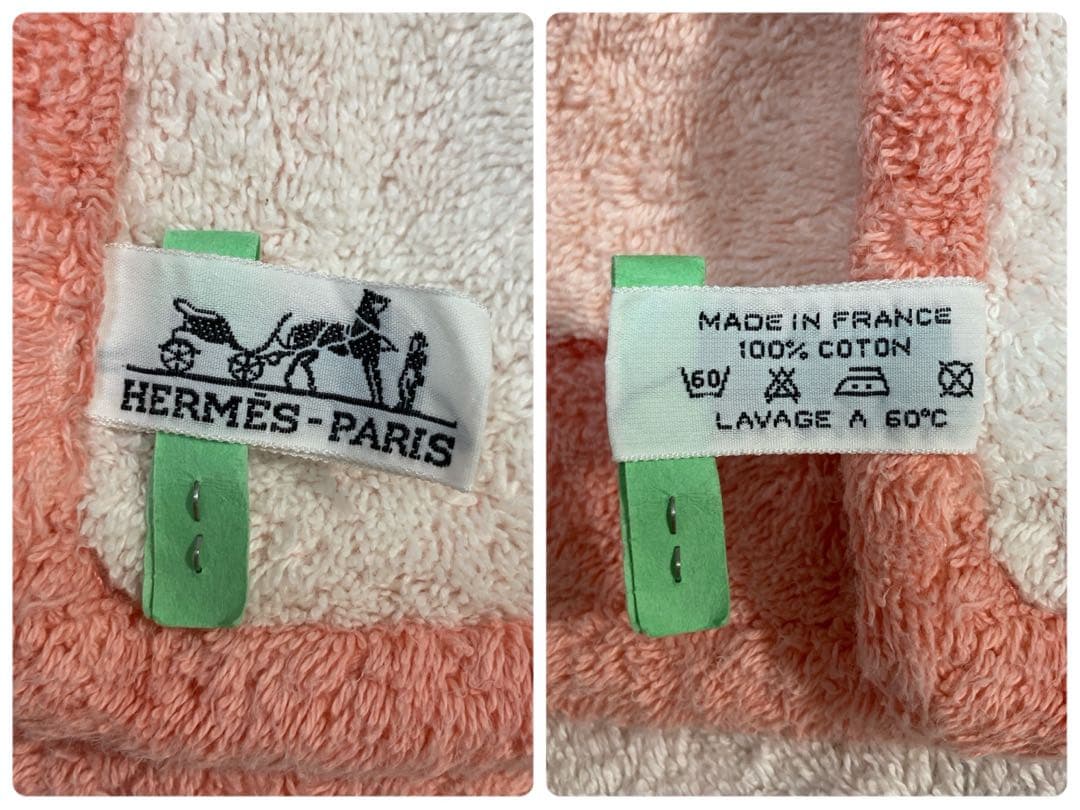 HERMÈS-PARIS
MADE IN FRANCE
100% COTON
60
LAVAGE A 60°C